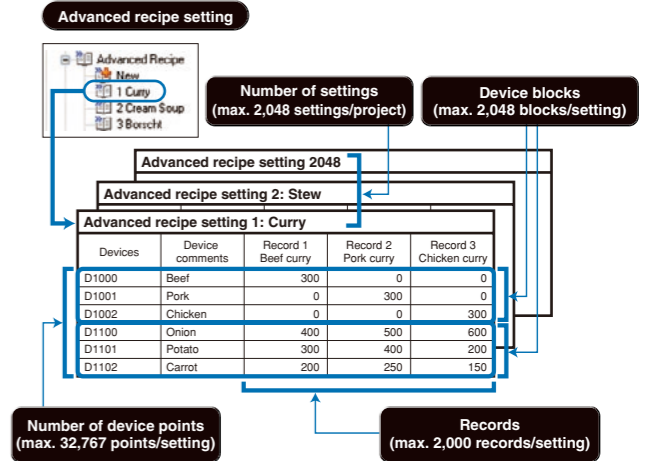 Advanced recipe setting
Advanced Recipe
New
1 Curry
2 Cream Soup
3 Borscht
Number of settings
(max. 2,048 settings/project)
Device blocks
(max. 2,048 blocks/setting)
Advanced recipe setting 2048
Advanced recipe setting 2: Stew
Advanced recipe setting 1: Curry
Devices Device comments Record 1 Beef curry Record 2 Pork curry Record 3 Chicken curry
D1000 Beef 300 0 0
D1001 Pork 0 300 0
D1002 Chicken 0 0 300
D1100 Onion 400 500 600
D1101 Potato 300 400 200
D1102 Carrot 200 250 150
Number of device points
(max. 32,767 points/setting)
Records
(max. 2,000 records/setting)